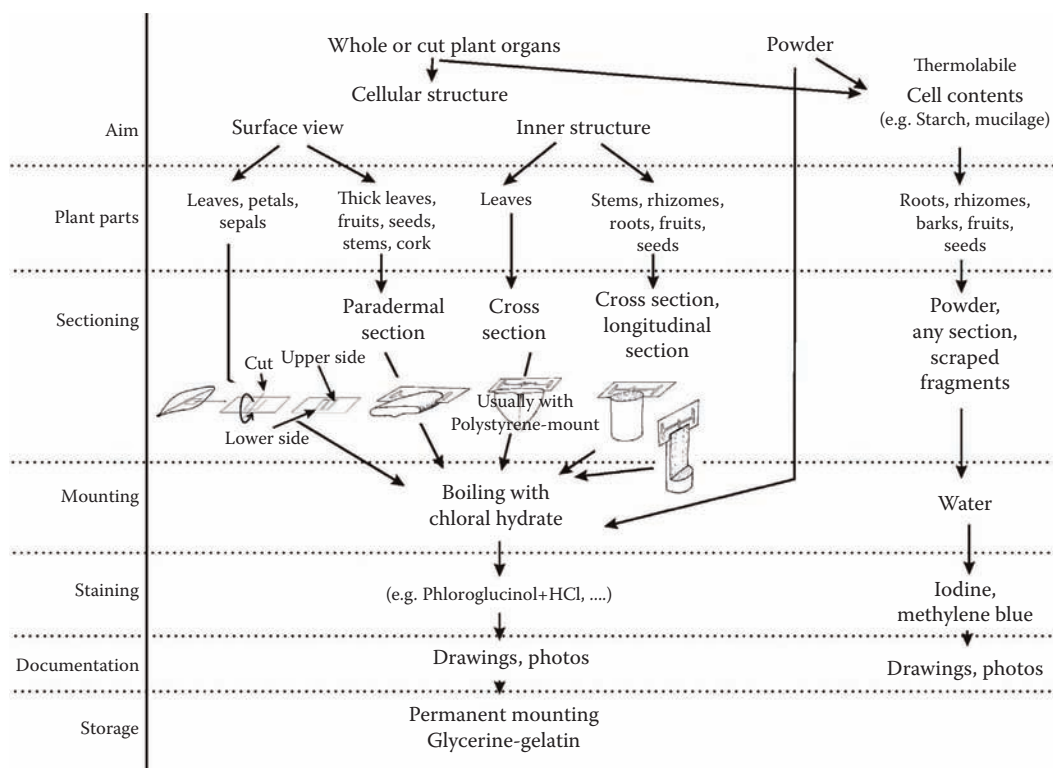 Whole or cut plant organs
Powder
Thermolabile
Cellular structure
Cell contents
(e.g. Starch, mucilage)
Aim
Surface view
Inner structure
Plant parts
Leaves, petals,
sepals
Thick leaves,
fruits, seeds,
stems, cork
Leaves
Stems, rhizomes,
roots, fruits,
seeds
Roots, rhizomes,
barks, fruits,
seeds
Sectioning
Paradermal
section
Cross
section
Cross section,
longitudinal
section
Powder,
any section,
scraped
fragments
Cut
Upper side
Lower side
Usually with
Polystyrene-mount
Mounting
Boiling with
chloral hydrate
Water
Staining
(e.g. Phloroglucinol+HCl, ....)
Iodine,
methylene blue
Documentation
Drawings, photos
Drawings, photos
Storage
Permanent mounting
Glycerine-gelatin